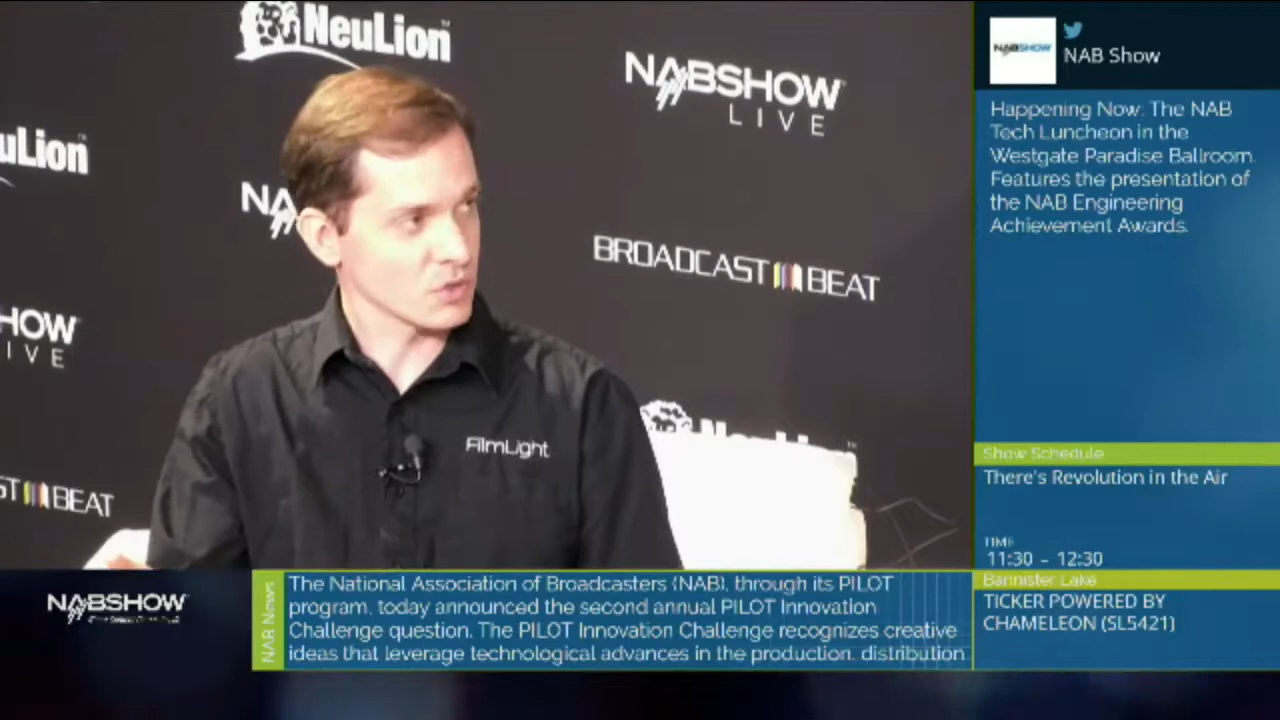 NeuLion
NABSHOW
LIVE
uLion
NA
BROADCAST BEAT
HOW
IVE
FilmLight
NeuLion
ST BEAT
NABSHOW
NAB Show
Happening Now: The NAB
Tech Luncheon in the
Westgate Paradise Ballroom.
Features the presentation of
the NAB Engineering
Achievement Awards.
Show Schedule
There's Revolution in the Air
TIME
11:30 – 12:30
Bannister Lake
TICKER POWERED BY
CHAMELEON (SL5421)
NABSHOW
NAB News
The National Association of Broadcasters (NAB), through its PILOT
program, today announced the second annual PILOT Innovation
Challenge question. The PILOT Innovation Challenge recognizes creative
ideas that leverage technological advances in the production, distribution